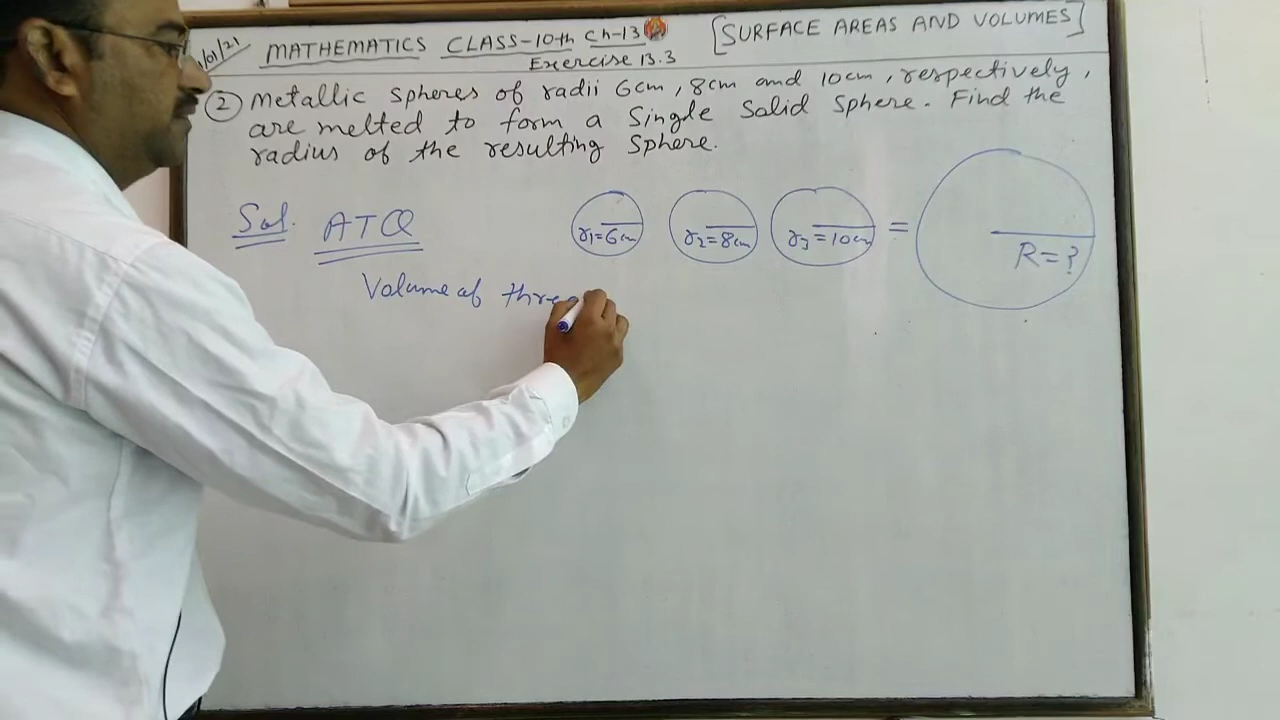 /01/21 MATHEMATICS CLASS-10th Ch-13 [SURFACE AREAS AND VOLUMES]
Exercise 13.3
② Metallic spheres of radii 6cm, 8cm and 10cm, respectively,
are melted to form a Single Solid Sphere. Find the
radius of the resulting Sphere.
Sol. ATQ
r1=6cm r2=8cm r3=10cm = R=?
Volume of three